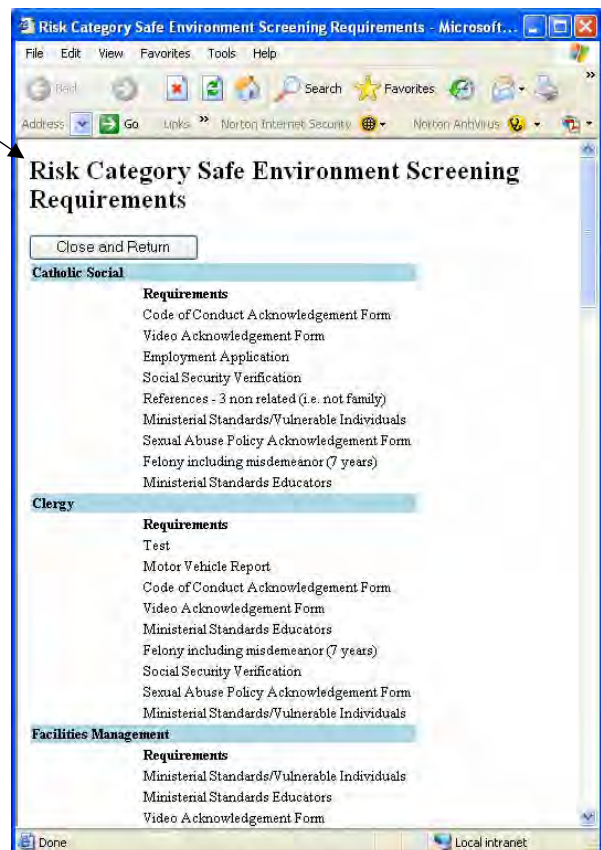 Risk Category Safe Environment Screening Requirements - Microsoft...
File Edit View Favorites Tools Help
Back Search Favorites »
Address Go Links » Norton Internet Security Norton AntiVirus
Risk Category Safe Environment Screening
Requirements
Close and Return
Catholic Social
Requirements
Code of Conduct Acknowledgement Form
Video Acknowledgement Form
Employment Application
Social Security Verification
References - 3 non related (i.e. not family)
Ministerial Standards/Vulnerable Individuals
Sexual Abuse Policy Acknowledgement Form
Felony including misdemeanor (7 years)
Ministerial Standards Educators
Clergy
Requirements
Test
Motor Vehicle Report
Code of Conduct Acknowledgement Form
Video Acknowledgement Form
Ministerial Standards Educators
Felony including misdemeanor (7 years)
Social Security Verification
Sexual Abuse Policy Acknowledgement Form
Ministerial Standards/Vulnerable Individuals
Facilities Management
Requirements
Ministerial Standards/Vulnerable Individuals
Ministerial Standards Educators
Video Acknowledgement Form
Done Local intranet